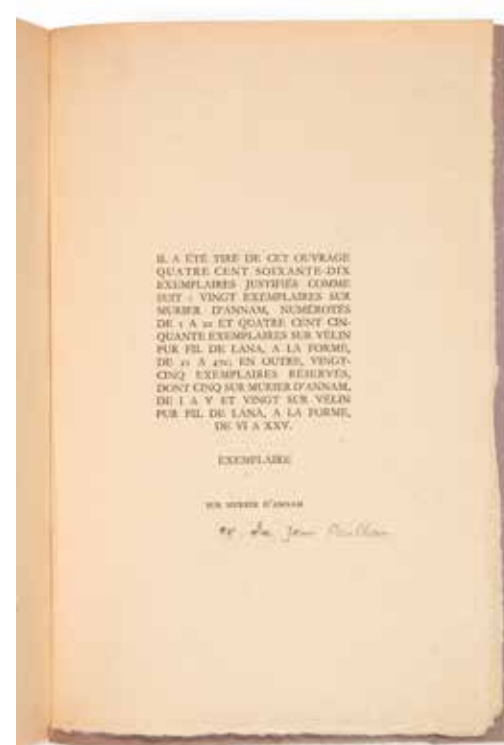 IL A ÉTÉ TIRÉ DE CET OUVRAGE
QUATRE CENT SOIXANTE-DIX
EXEMPLAIRES JUSTIFIÉS COMME
SUIT : VINGT EXEMPLAIRES SUR
MURIER D'ANNAM, NUMÉROTÉS
DE 1 A 20 ET QUATRE CENT CIN-
QUANTE EXEMPLAIRES SUR VÉLIN
PUR FIL DE LANA, A LA FORME,
DE 21 A 470; EN OUTRE, VINGT-
CINQ EXEMPLAIRES RÉSERVÉS,
DONT CINQ SUR MURIER D'ANNAM,
DE I A V ET VINGT SUR VÉLIN
PUR FIL DE LANA, A LA FORME,
DE VI A XXV.
EXEMPLAIRE
SUR MURIER D'ANNAM
ex. de Jean